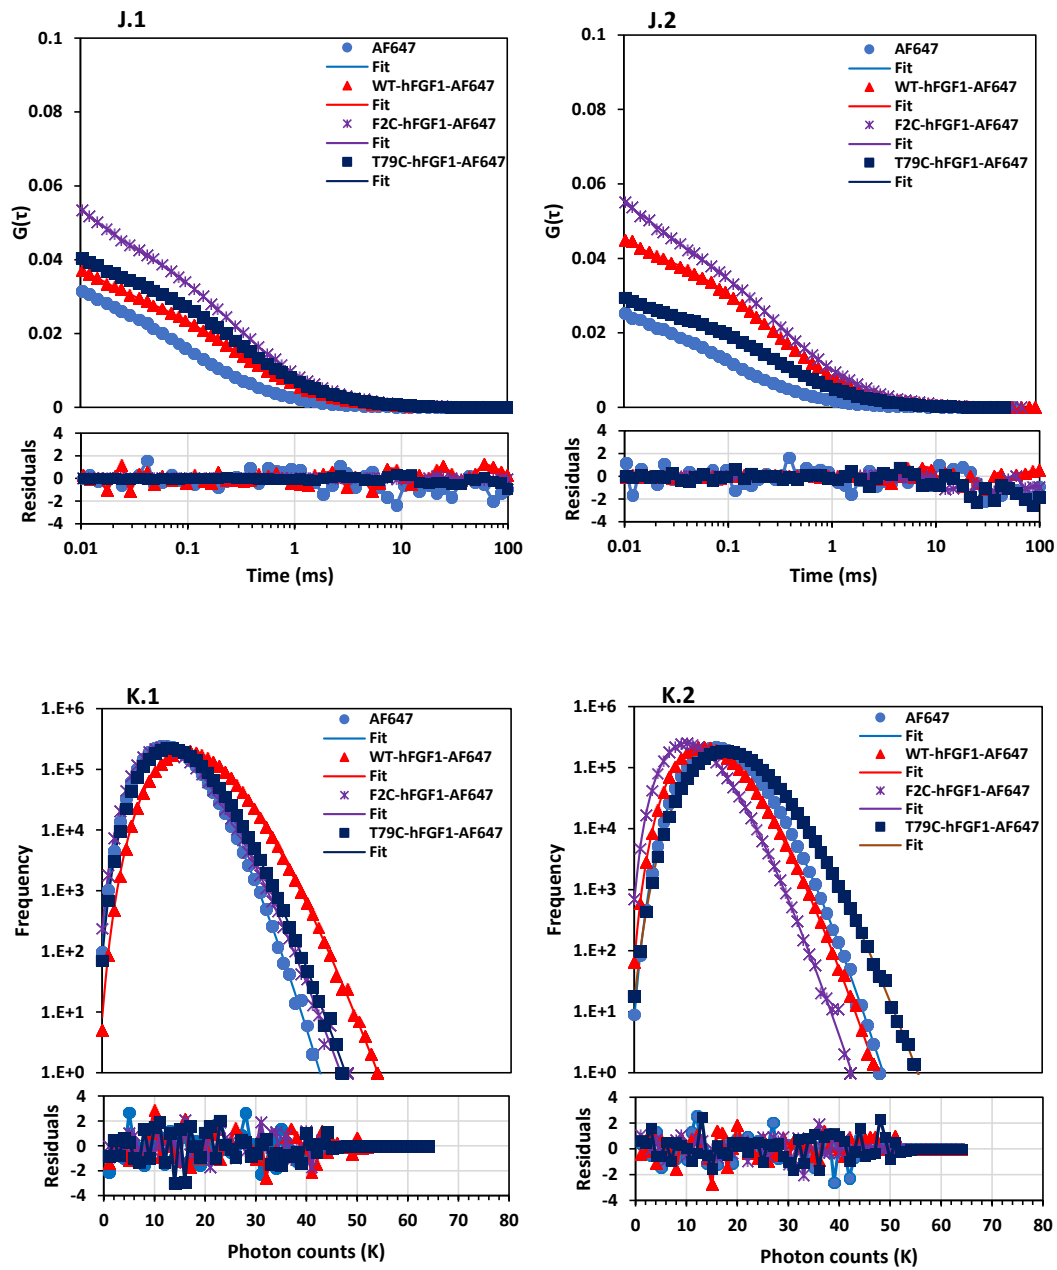 J.1
0.1
0.08
0.06
0.04
0.02
0
G(τ)
AF647
Fit
WT-hFGF1-AF647
Fit
F2C-hFGF1-AF647
Fit
T79C-hFGF1-AF647
Fit
4
2
0
-2
-4
Residuals
0.01
0.1
1
10
100
Time (ms)
J.2
0.1
0.08
0.06
0.04
0.02
0
G(τ)
AF647
Fit
WT-hFGF1-AF647
Fit
F2C-hFGF1-AF647
Fit
T79C-hFGF1-AF647
Fit
4
2
0
-2
-4
Residuals
0.01
0.1
1
10
100
Time (ms)
K.1
1.E+6
1.E+5
1.E+4
1.E+3
1.E+2
1.E+1
1.E+0
Frequency
AF647
Fit
WT-hFGF1-AF647
Fit
F2C-hFGF1-AF647
Fit
T79C-hFGF1-AF647
Fit
4
2
0
-2
-4
Residuals
0
10
20
30
40
50
60
70
80
Photon counts (K)
K.2
1.E+6
1.E+5
1.E+4
1.E+3
1.E+2
1.E+1
1.E+0
Frequency
AF647
Fit
WT-hFGF1-AF647
Fit
F2C-hFGF1-AF647
Fit
T79C-hFGF1-AF647
Fit
4
2
0
-2
-4
Residuals
0
10
20
30
40
50
60
70
80
Photon counts (K)